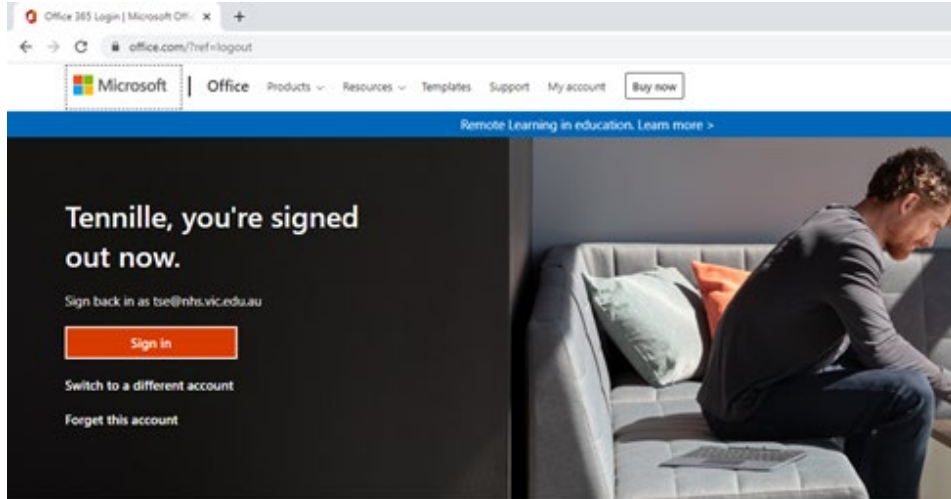 Office 365 Login | Microsoft Offi
office.com/?ref=logout
Microsoft Office Products Resources Templates Support My account Buy now
Remote Learning in education. Learn more >
Tennille, you're signed
out now.
Sign back in as tse@nhs.vic.edu.au
Sign in
Switch to a different account
Forget this account